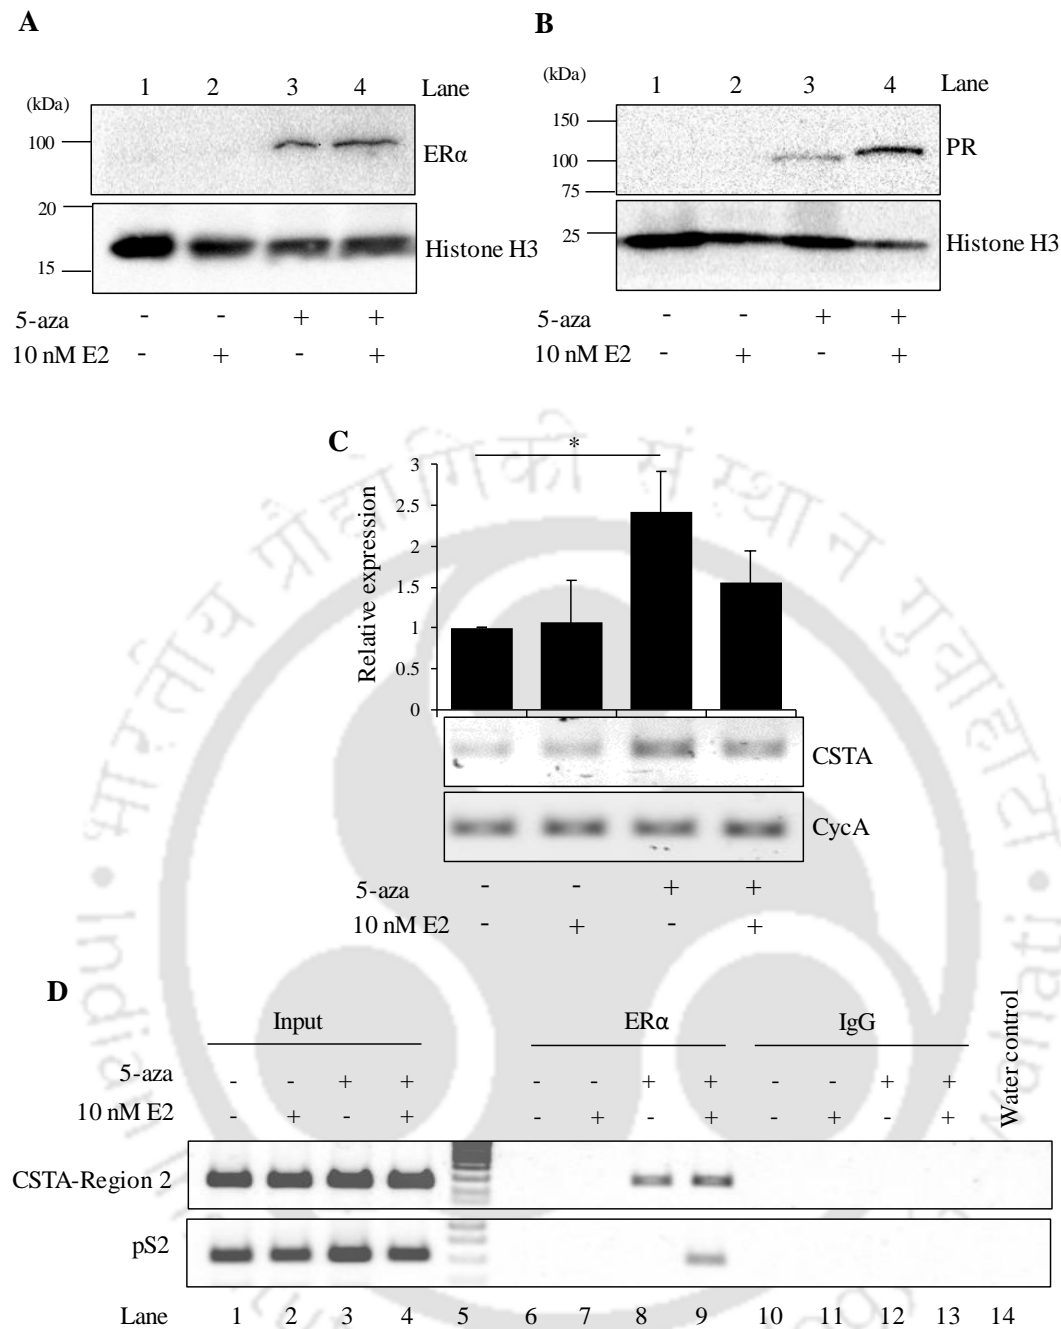 A
1 2 3 4 Lane
(kDa)
100
ERα
20
15
Histone H3
5-aza - - + +
10 nM E2 - + - +
B
(kDa)
1 2 3 4 Lane
150
100
75
PR
25
Histone H3
5-aza - - + +
10 nM E2 - + - +
C
*
Relative expression
3
2.5
2
1.5
1
0.5
0
CSTA
CycA
5-aza - - + +
10 nM E2 - + - +
D
Input ERα IgG Water control
5-aza - - + + - - + + - - + +
10 nM E2 - + - + - + - + - + - +
CSTA-Region 2
pS2
Lane 1 2 3 4 5 6 7 8 9 10 11 12 13 14